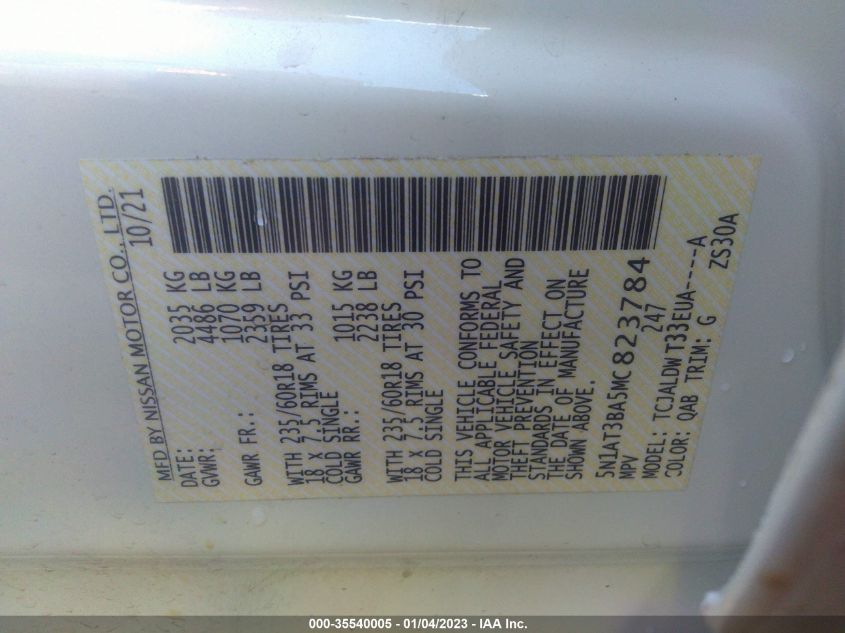 MFD BY NISSAN MOTOR CO., LTD.
DATE: 10/21
GVWR: 2035 KG
4486 LB
GAWR FR.: 1070 KG
2359 LB
WITH 235/60R18 TIRES
18 X 7.5 RIMS AT 33 PSI
COLD SINGLE
GAWR RR.: 1015 KG
2238 LB
WITH 235/60R18 TIRES
18 X 7.5 RIMS AT 30 PSI
COLD SINGLE
THIS VEHICLE CONFORMS TO
ALL APPLICABLE FEDERAL
MOTOR VEHICLE SAFETY AND
THEFT PREVENTION
STANDARDS IN EFFECT ON
THE DATE OF MANUFACTURE
SHOWN ABOVE.
5N1AT3BA5MC823784
MPV 247
MODEL: TCJALDWT33EUA-----A
COLOR: QAB TRIM: G ZS30A
000-35540005 - 01/04/2023 - IAA Inc.